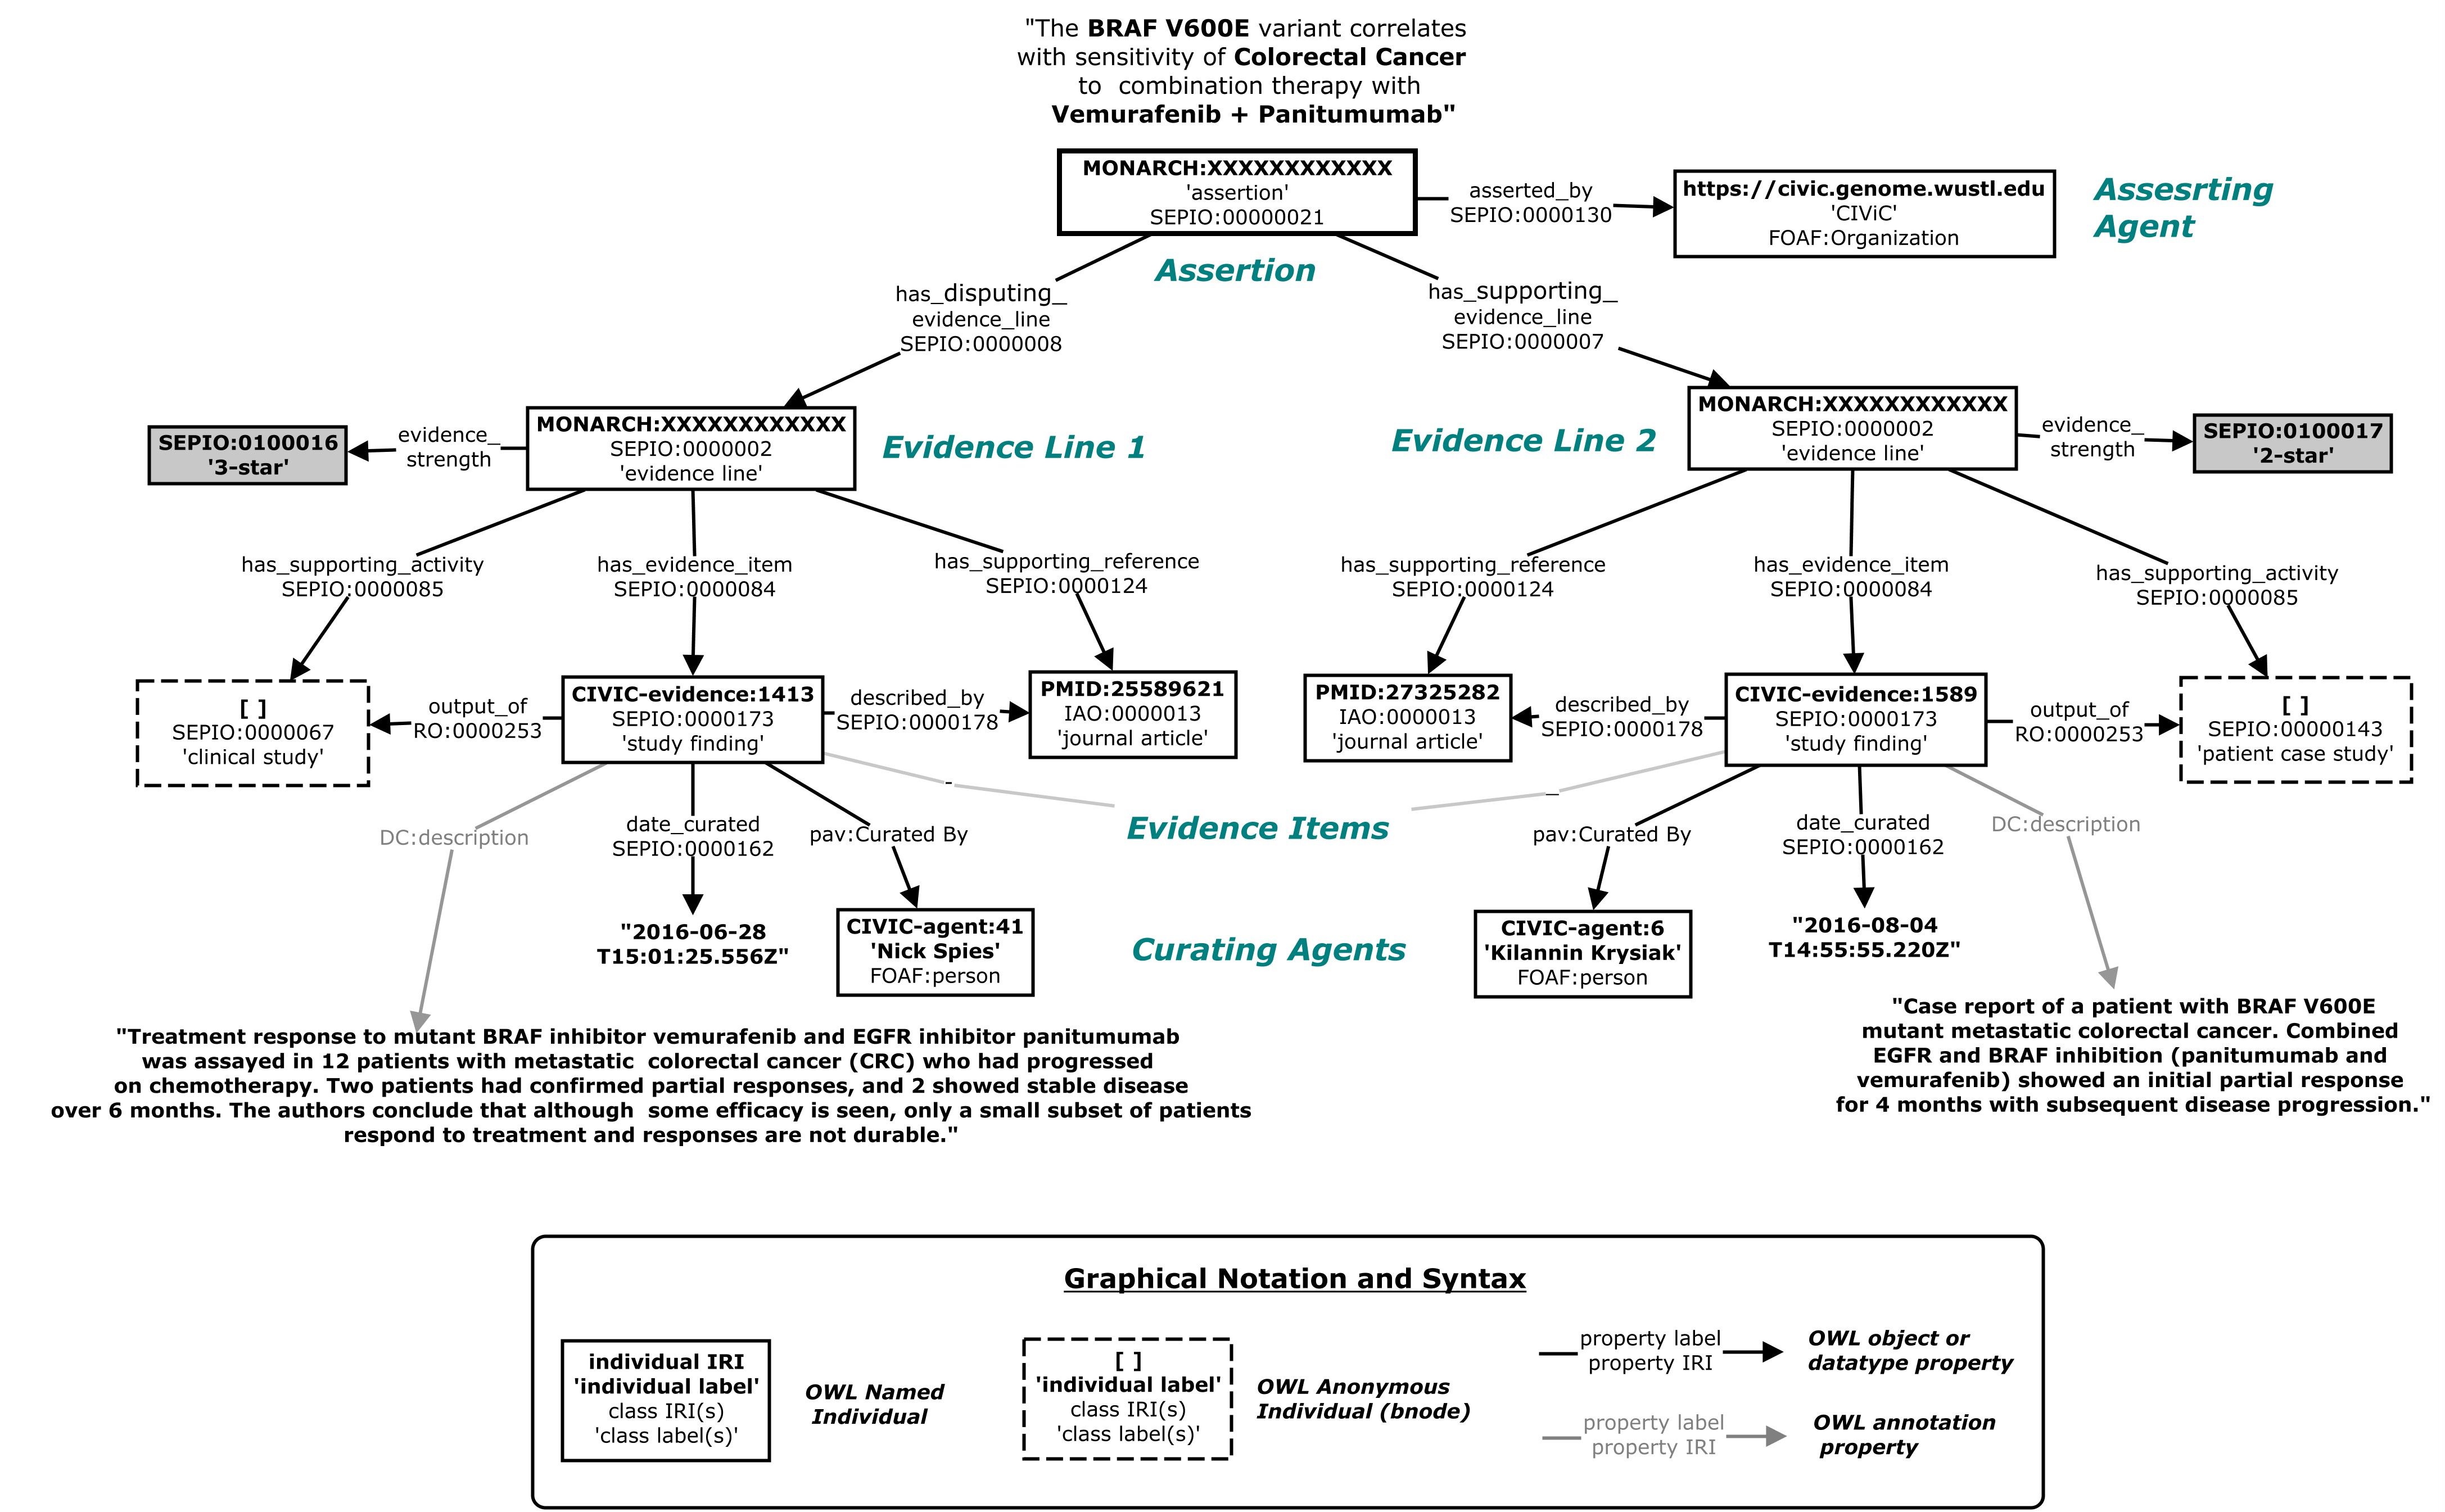 "The BRAF V600E variant correlates
with sensitivity of Colorectal Cancer
to combination therapy with
Vemurafenib + Panitumumab"
MONARCH:XXXXXXXXXXXX
'assertion'
SEPIO:00000021
asserted_by
SEPIO:0000130
https://civic.genome.wustl.edu
'CIViC'
FOAF:Organization
Assesrting
Agent
Assertion
has_disputing_
evidence_line
SEPIO:0000008
has_supporting_
evidence_line
SEPIO:0000007
SEPIO:0100016
'3-star'
evidence_
strength
MONARCH:XXXXXXXXXXXX
SEPIO:0000002
'evidence line'
Evidence Line 1
Evidence Line 2
MONARCH:XXXXXXXXXXXX
SEPIO:0000002
'evidence line'
evidence_
strength
SEPIO:0100017
'2-star'
has_supporting_activity
SEPIO:0000085
has_evidence_item
SEPIO:0000084
has_supporting_reference
SEPIO:0000124
has_supporting_reference
SEPIO:0000124
has_evidence_item
SEPIO:0000084
has_supporting_activity
SEPIO:0000085
[ ]
SEPIO:0000067
'clinical study'
output_of
RO:0000253
CIVIC-evidence:1413
SEPIO:0000173
'study finding'
described_by
SEPIO:0000178
PMID:25589621
IAO:0000013
'journal article'
PMID:27325282
IAO:0000013
'journal article'
described_by
SEPIO:0000178
CIVIC-evidence:1589
SEPIO:0000173
'study finding'
output_of
RO:0000253
[ ]
SEPIO:00000143
'patient case study'
DC:description
date_curated
SEPIO:0000162
pav:Curated By
Evidence Items
pav:Curated By
date_curated
SEPIO:0000162
DC:description
"2016-06-28
T15:01:25.556Z"
CIVIC-agent:41
'Nick Spies'
FOAF:person
Curating Agents
CIVIC-agent:6
'Kilannin Krysiak'
FOAF:person
"2016-08-04
T14:55:55.220Z"
"Treatment response to mutant BRAF inhibitor vemurafenib and EGFR inhibitor panitumumab
was assayed in 12 patients with metastatic colorectal cancer (CRC) who had progressed
on chemotherapy. Two patients had confirmed partial responses, and 2 showed stable disease
over 6 months. The authors conclude that although some efficacy is seen, only a small subset of patients
respond to treatment and responses are not durable."
"Case report of a patient with BRAF V600E
mutant metastatic colorectal cancer. Combined
EGFR and BRAF inhibition (panitumumab and
vemurafenib) showed an initial partial response
for 4 months with subsequent disease progression."
Graphical Notation and Syntax
individual IRI
'individual label'
class IRI(s)
'class label(s)'
OWL Named
Individual
[ ]
'individual label'
class IRI(s)
'class label(s)'
OWL Anonymous
Individual (bnode)
property label
property IRI
OWL object or
datatype property
property label
property IRI
OWL annotation
property